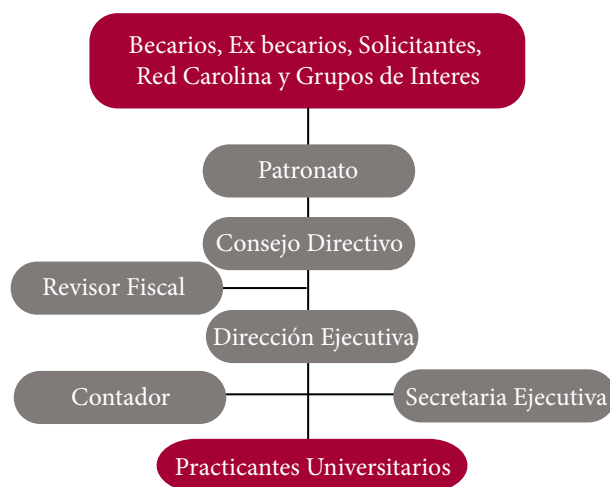 Becarios, Ex becarios, Solicitantes,
Red Carolina y Grupos de Interes
Patronato
Consejo Directivo
Revisor Fiscal
Dirección Ejecutiva
Contador
Secretaria Ejecutiva
Practicantes Universitarios